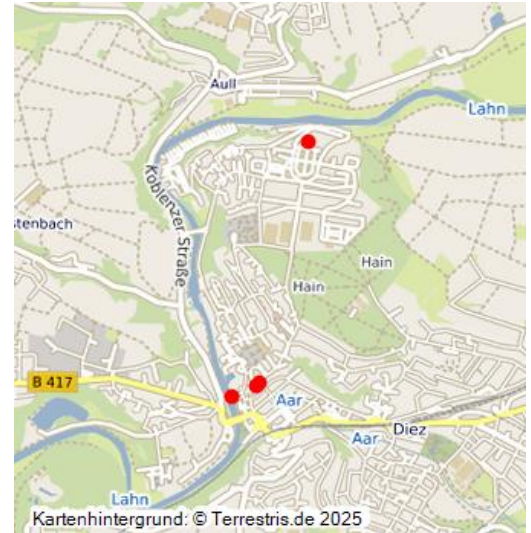 Aull
Lahn
Koblenzer Straße
stenbach
Hain
Hain
B 417
Aar
Diez
Aar
Lahn
Kartenhintergrund: © Terrestris.de 2025